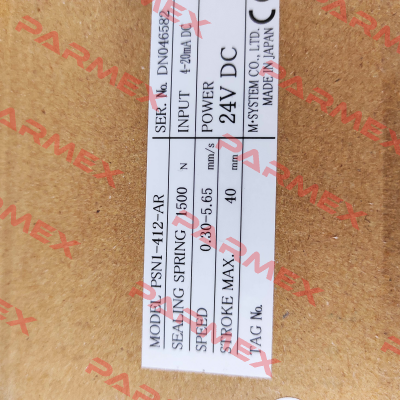 MODEL PSN1-412-AR SER. No. DN046582
SEALING SPRING 1500 N INPUT 4-20mA DC
SPEED 0.30-5.65 mm/s POWER
STROKE MAX. 40 mm 24V DC
TAG No. M-SYSTEM CO., LTD.
MADE IN JAPAN
CE
PARMEX
PARMEX
PARMEX
PARMEX
PARMEX